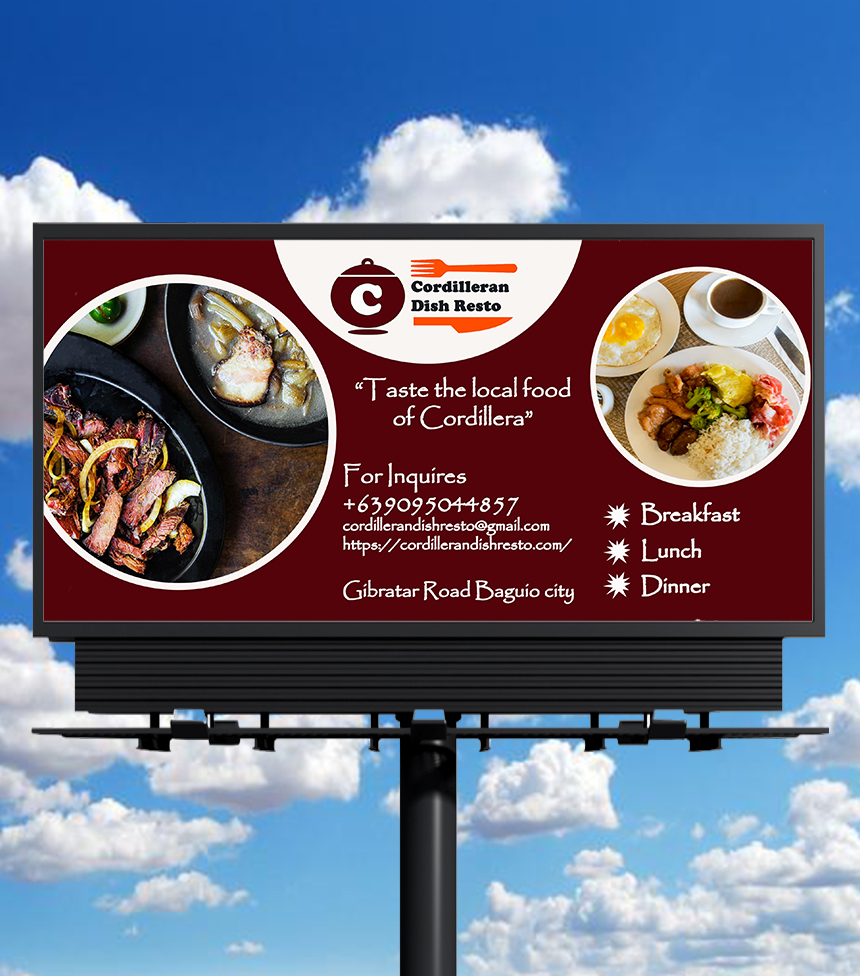 C
Cordilleran
Dish Resto
“Taste the local food
of Cordillera”
For Inquires
+639095044857
cordillerandishresto@gmail.com
https://cordillerandishresto.com/
Gibratar Road Baguio city
Breakfast
Lunch
Dinner